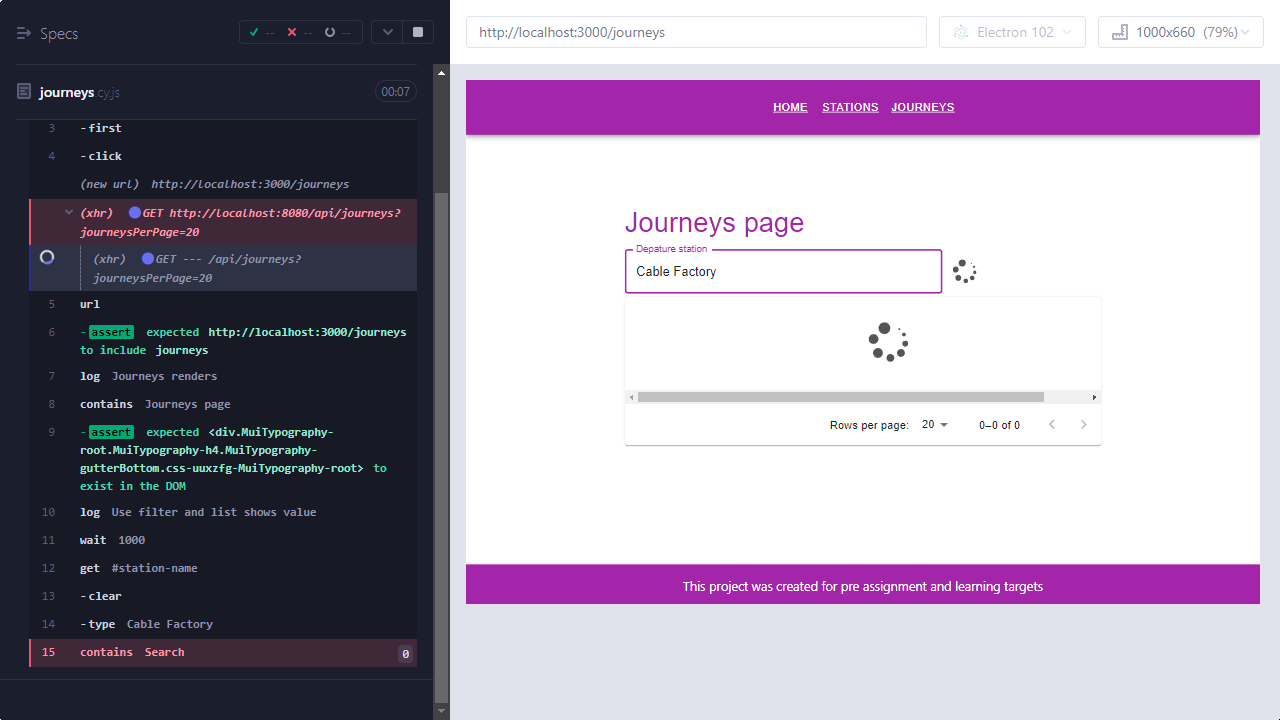 Specs
-- -- --
journeys cy.js
00:07
3 -first
4 -click
(new url) http://localhost:3000/journeys
(xhr) GET http://localhost:8080/api/journeys?
journeysPerPage=20
(xhr) GET --- /api/journeys?
journeysPerPage=20
5 url
6 -assert expected http://localhost:3000/journeys
to include journeys
7 log Journeys renders
8 contains Journeys page
9 -assert expected <div.MuiTypography-
root.MuiTypography-h4.MuiTypography-
gutterBottom.css-uuxzfg-MuiTypography-root> to
exist in the DOM
10 log Use filter and list shows value
11 wait 1000
12 get #station-name
13 -clear
14 -type Cable Factory
15 contains Search 0
http://localhost:3000/journeys
Electron 102
1000x660 (79%)
HOME STATIONS JOURNEYS
Journeys page
Depature station
Cable Factory
Rows per page: 20 0–0 of 0
This project was created for pre assignment and learning targets